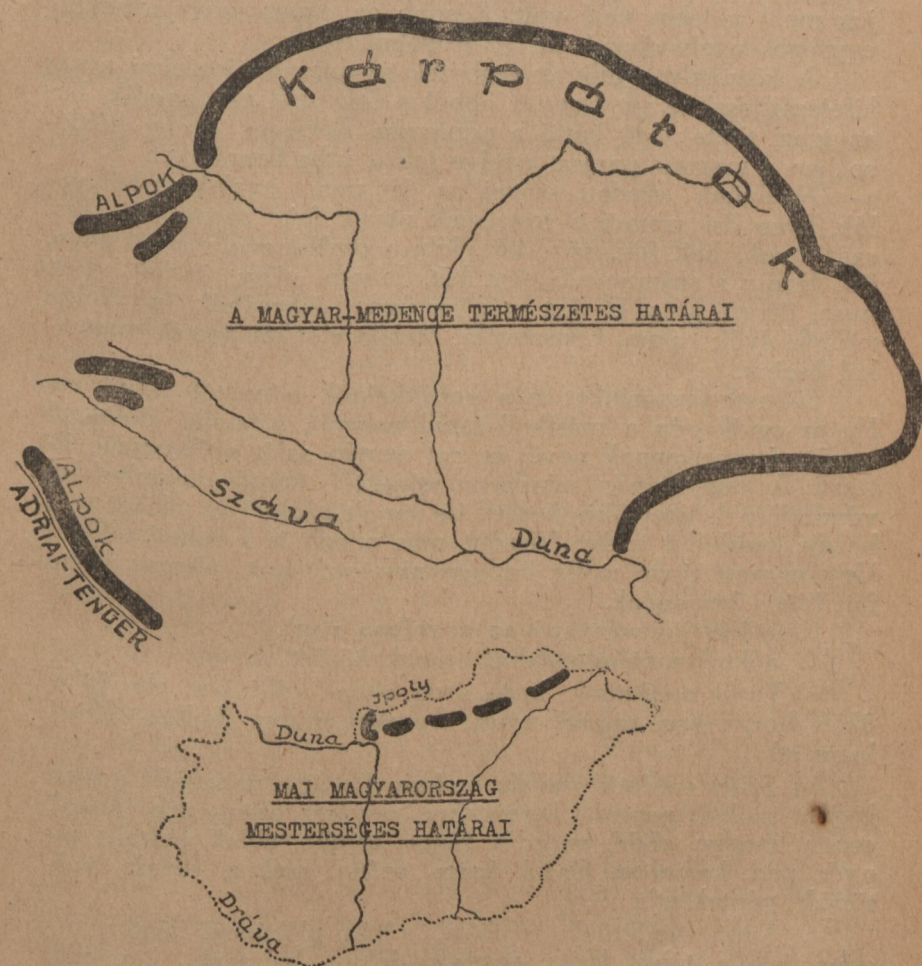 Kárpátok
ALPOK
A MAGYAR-MEDENCE TERMÉSZETES HATÁRAI
Száva
Duna
Alpok
ADRIAI-TENGER
Ipoly
Duna
MAI MAGYARORSZÁG
MESTERSÉGES HATÁRAI
Dráva